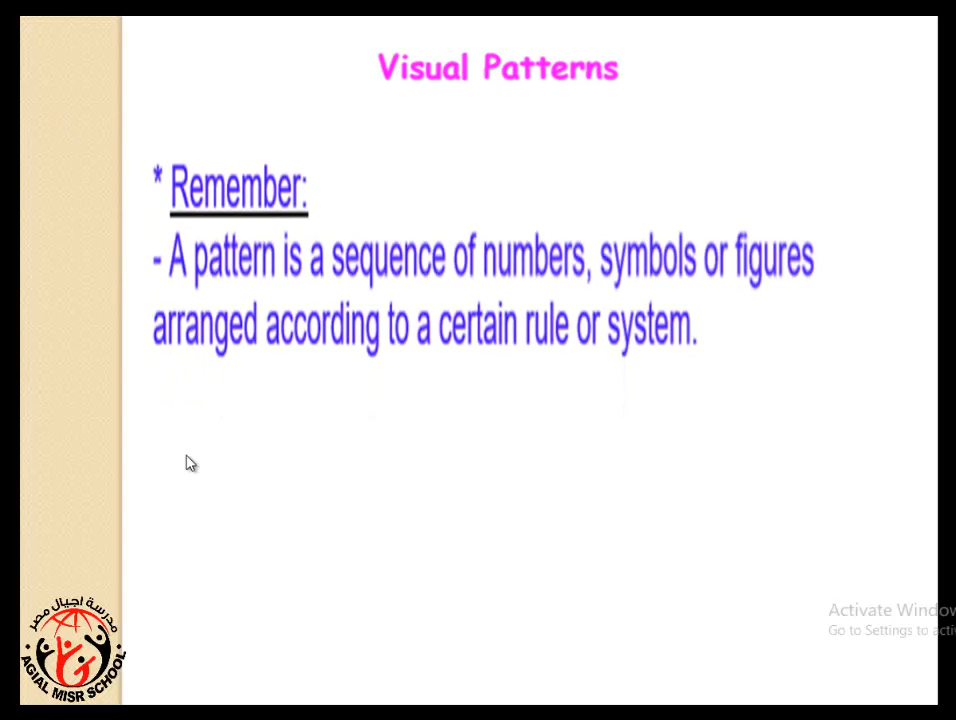 Visual Patterns
* Remember:
- A pattern is a sequence of numbers, symbols or figures
arranged according to a certain rule or system.
Activate Window
Go to Settings to activ
مدرسة اجيال مصر
AGIAL MISR SCHOOL